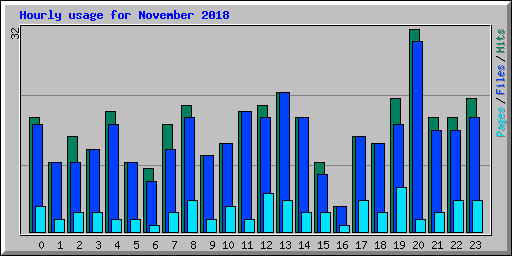 Hourly usage for November 2018
32
Pages/Files/Hits
0 1 2 3 4 5 6 7 8 9 10 11 12 13 14 15 16 17 18 19 20 21 22 23